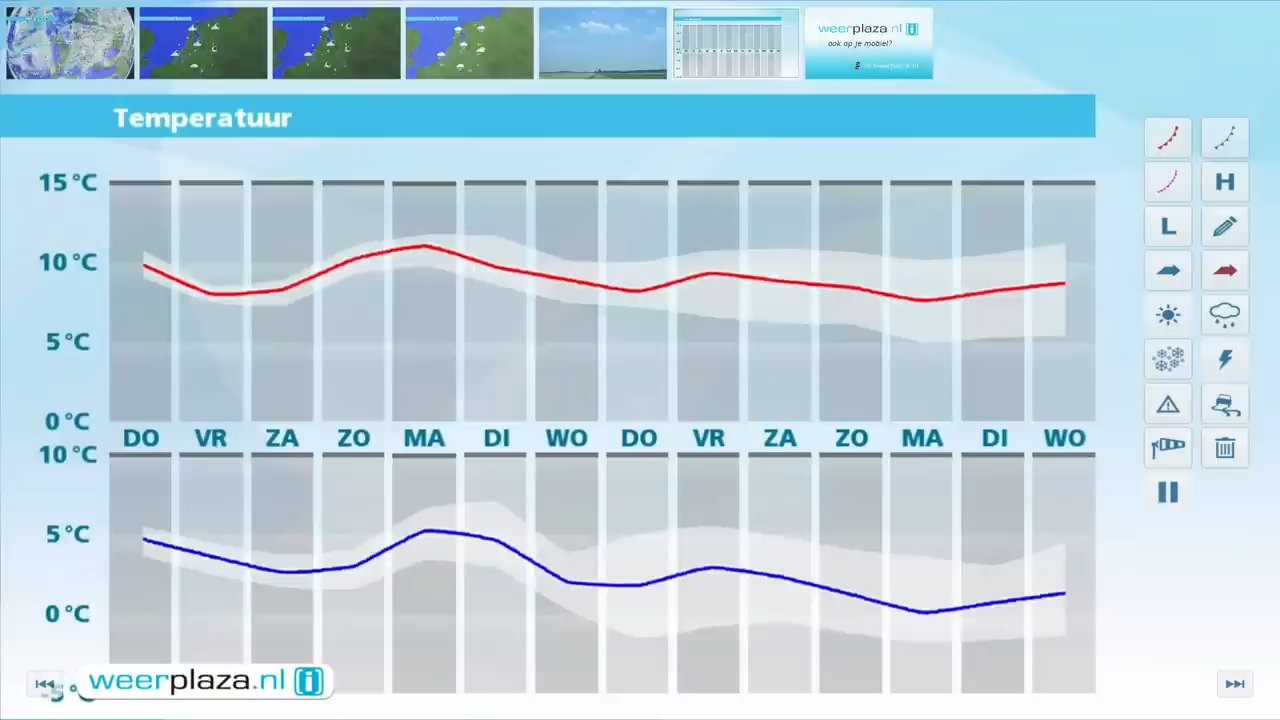 weerplaza.nl
ook op je mobiel?
Temperatuur
15 °C
10 °C
5 °C
0 °C
DO VR ZA ZO MA DI WO DO VR ZA ZO MA DI WO
10 °C
5 °C
0 °C
H
L
weerplaza.nl